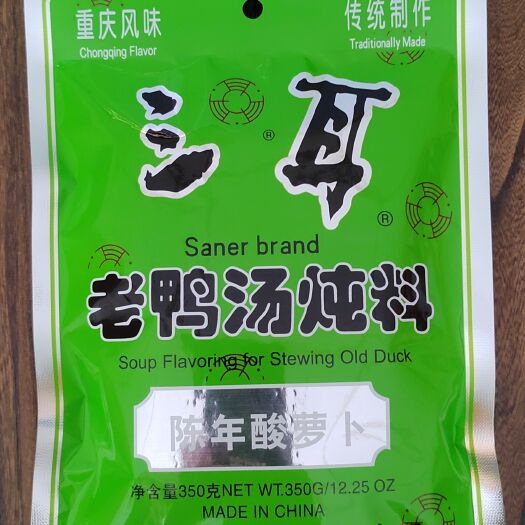 重庆风味
Chongqing Flavor
传统制作
Traditionally Made
三耳
®
®
Saner brand
老鸭汤炖料
Soup Flavoring for Stewing Old Duck
陈年酸萝卜
净含量350克NET WT.350G/12.25 OZ
MADE IN CHINA